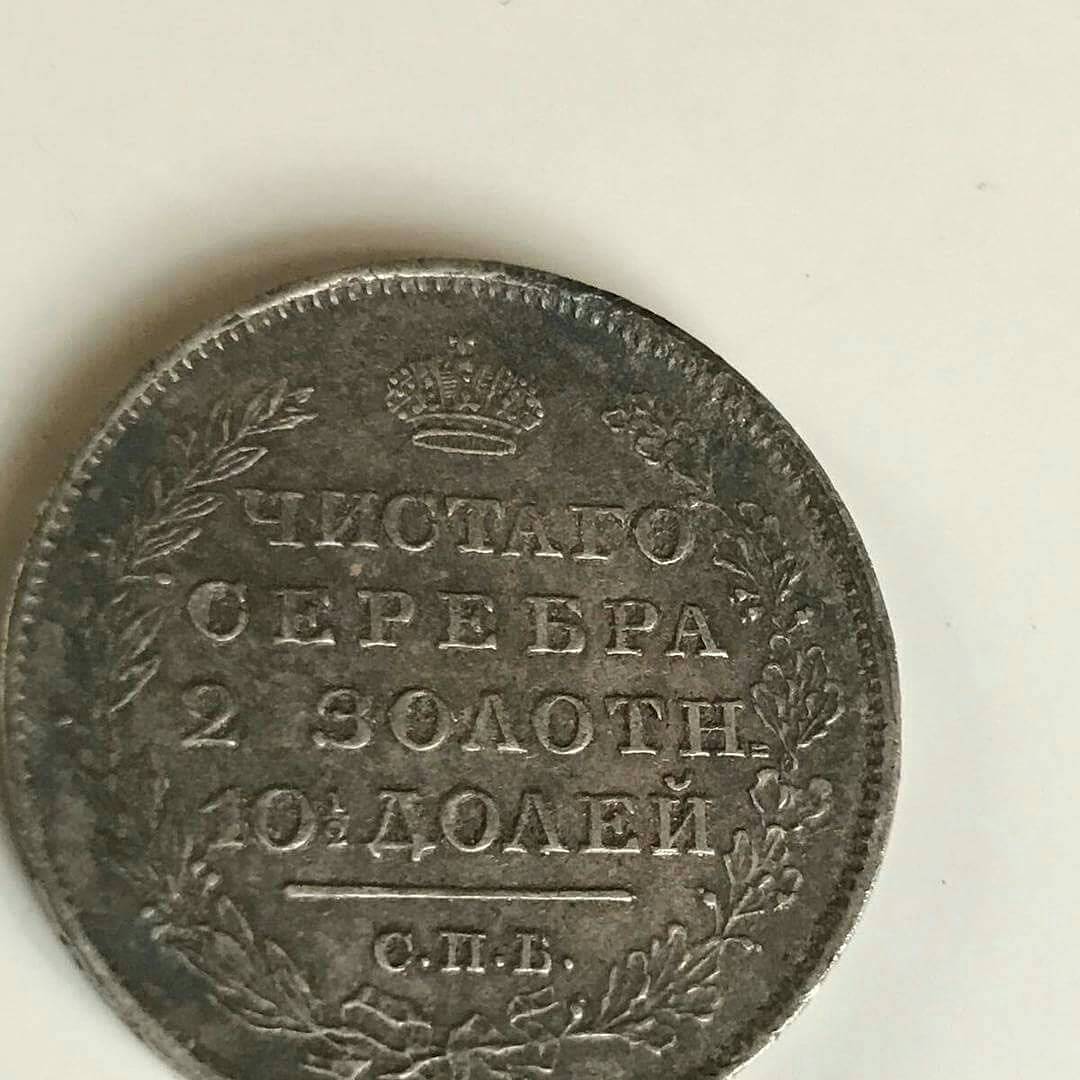 ЧИСТАГО
СЕРЕБРА
2 ЗОЛОТН=
10½ ДОЛЕЙ
С.П.Б.